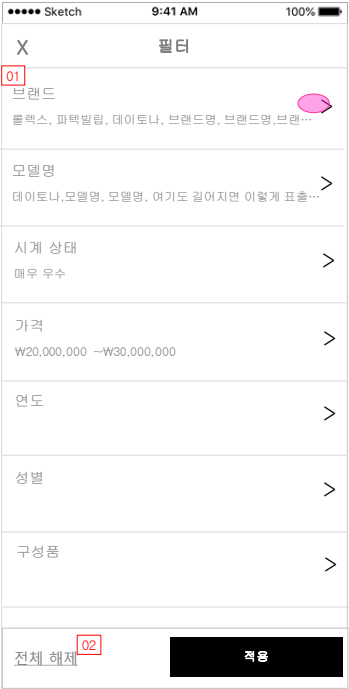 ●●●●● Sketch 9:41 AM 100%
X 필터
01
브랜드
롤렉스, 파텍빌립, 데이토나, 브랜드명, 브랜드명,브랜…
모델명
데이토나,모델명, 모델명, 여기도 길어지면 이렇게 표출…
시계 상태
매우 우수
가격
₩20,000,000 ~₩30,000,000
연도
성별
구성품
02
전체 해제 적용